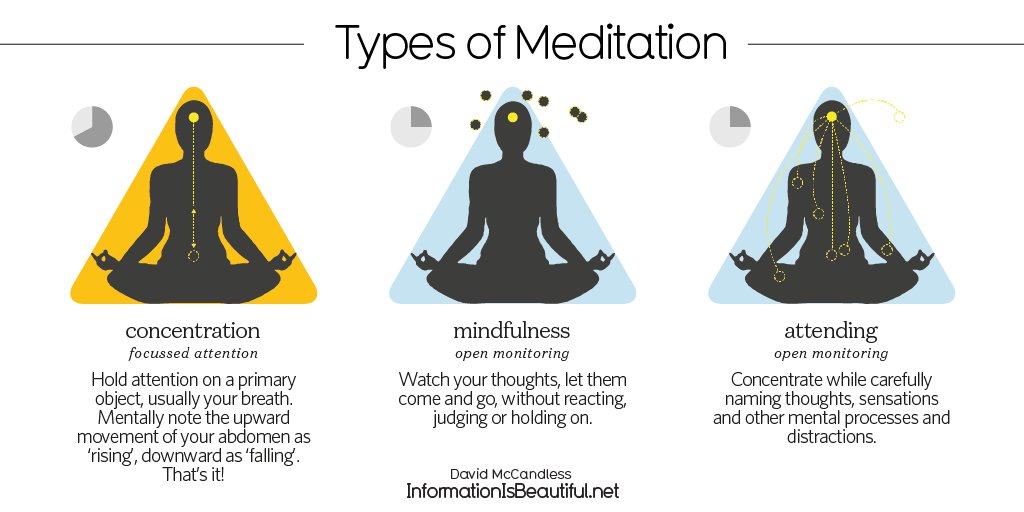 Types of Meditation
concentration
focussed attention
Hold attention on a primary
object, usually your breath.
Mentally note the upward
movement of your abdomen as
‘rising’, downward as ‘falling’.
That’s it!
mindfulness
open monitoring
Watch your thoughts, let them
come and go, without reacting,
judging or holding on.
attending
open monitoring
Concentrate while carefully
naming thoughts, sensations
and other mental processes and
distractions.
David McCandless
InformationIsBeautiful.net